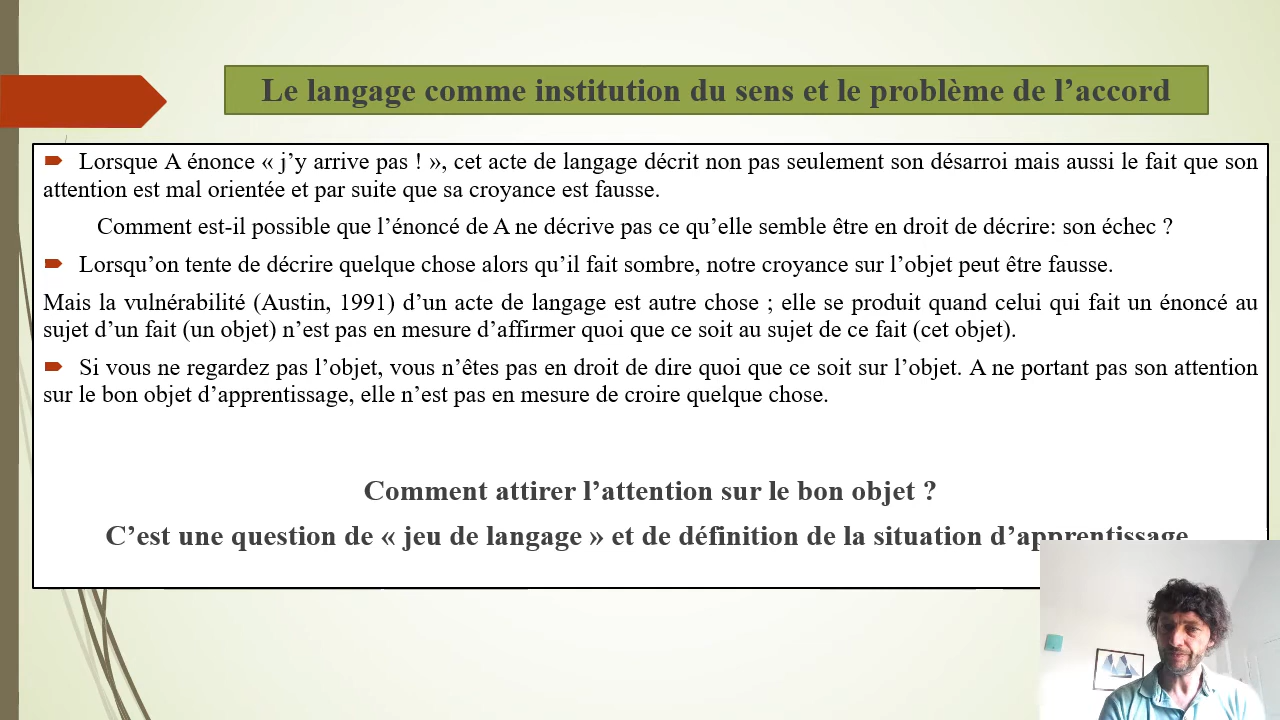 Le langage comme institution du sens et le problème de l’accord
Lorsque A énonce « j’y arrive pas ! », cet acte de langage décrit non pas seulement son désarroi mais aussi le fait que son
attention est mal orientée et par suite que sa croyance est fausse.
Comment est-il possible que l’énoncé de A ne décrive pas ce qu’elle semble être en droit de décrire: son échec ?
Lorsqu’on tente de décrire quelque chose alors qu’il fait sombre, notre croyance sur l’objet peut être fausse.
Mais la vulnérabilité (Austin, 1991) d’un acte de langage est autre chose ; elle se produit quand celui qui fait un énoncé au
sujet d’un fait (un objet) n’est pas en mesure d’affirmer quoi que ce soit au sujet de ce fait (cet objet).
Si vous ne regardez pas l’objet, vous n’êtes pas en droit de dire quoi que ce soit sur l’objet. A ne portant pas son attention
sur le bon objet d’apprentissage, elle n’est pas en mesure de croire quelque chose.
Comment attirer l’attention sur le bon objet ?
C’est une question de « jeu de langage » et de définition de la situation d’apprentissage